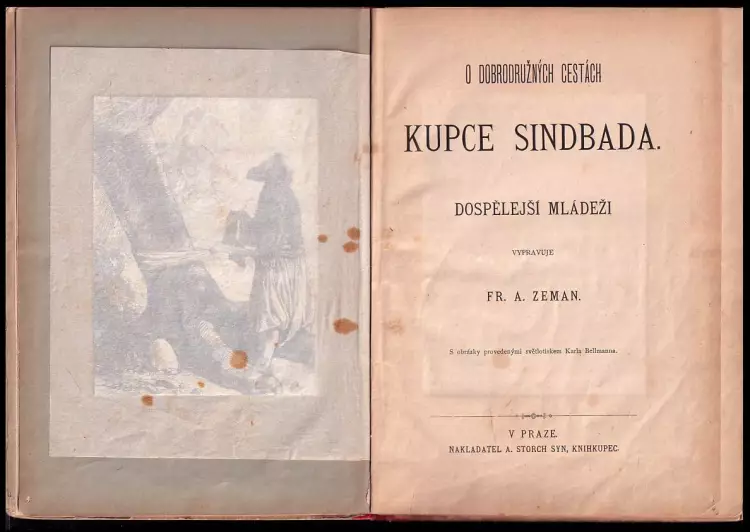 O DOBRODRUŽNÝCH CESTÁCH
KUPCE SINDBADA.
DOSPĚLEJŠÍ MLÁDEŽI
VYPRAVUJE
FR. A. ZEMAN.
S obrázky provedenými světlotiskem Karla Bellmanna.
V PRAZE.
NAKLADATEL A. STORCH SYN, KNIHKUPEC.